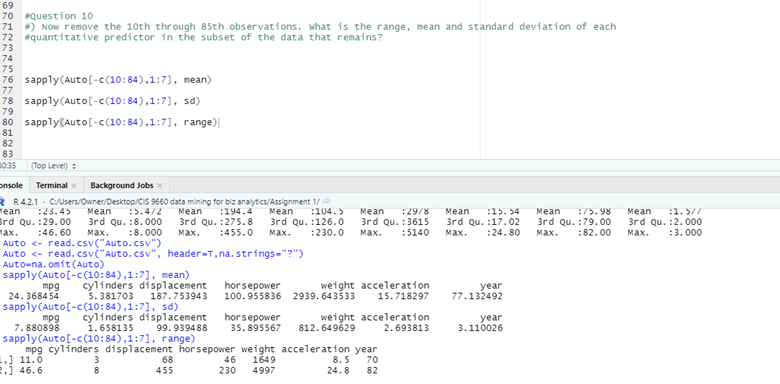 69
70
71 #Question 10
72 #) Now remove the 10th through 85th observations. What is the range, mean and standard deviation of each
73 #quantitative predictor in the subset of the data that remains?
74
75
76 sapply(Auto[-c(10:84),1:7], mean)
77
78 sapply(Auto[-c(10:84),1:7], sd)
79
80 sapply(Auto[-c(10:84),1:7], range)
81
82
83
80:35 (Top Level)
onsole Terminal Background Jobs
R 4.2.1 · C:/Users/Owner/Desktop/CIS 9660 data mining for biz analytics/Assignment 1/
Mean :23.45 Mean :5.472 Mean :194.4 Mean :104.5 Mean :2978 Mean :15.54 Mean :75.98 Mean :1.577
3rd Qu.:29.00 3rd Qu.:8.000 3rd Qu.:275.8 3rd Qu.:126.0 3rd Qu.:3615 3rd Qu.:17.02 3rd Qu.:79.00 3rd Qu.:2.000
Max. :46.60 Max. :8.000 Max. :455.0 Max. :230.0 Max. :5140 Max. :24.80 Max. :82.00 Max. :3.000
Auto <- read.csv("Auto.csv")
Auto <- read.csv("Auto.csv", header=T,na.strings="?")
Auto=na.omit(Auto)
sapply(Auto[-c(10:84),1:7], mean)
mpg cylinders displacement horsepower weight acceleration year
24.368454 5.381703 187.753943 100.955836 2939.643533 15.718297 77.132492
sapply(Auto[-c(10:84),1:7], sd)
mpg cylinders displacement horsepower weight acceleration year
7.880898 1.658135 99.939488 35.895567 812.649629 2.693813 3.110026
sapply(Auto[-c(10:84),1:7], range)
mpg cylinders displacement horsepower weight acceleration year
1,] 11.0 3 68 46 1649 8.5 70
2,] 46.6 8 455 230 4997 24.8 82